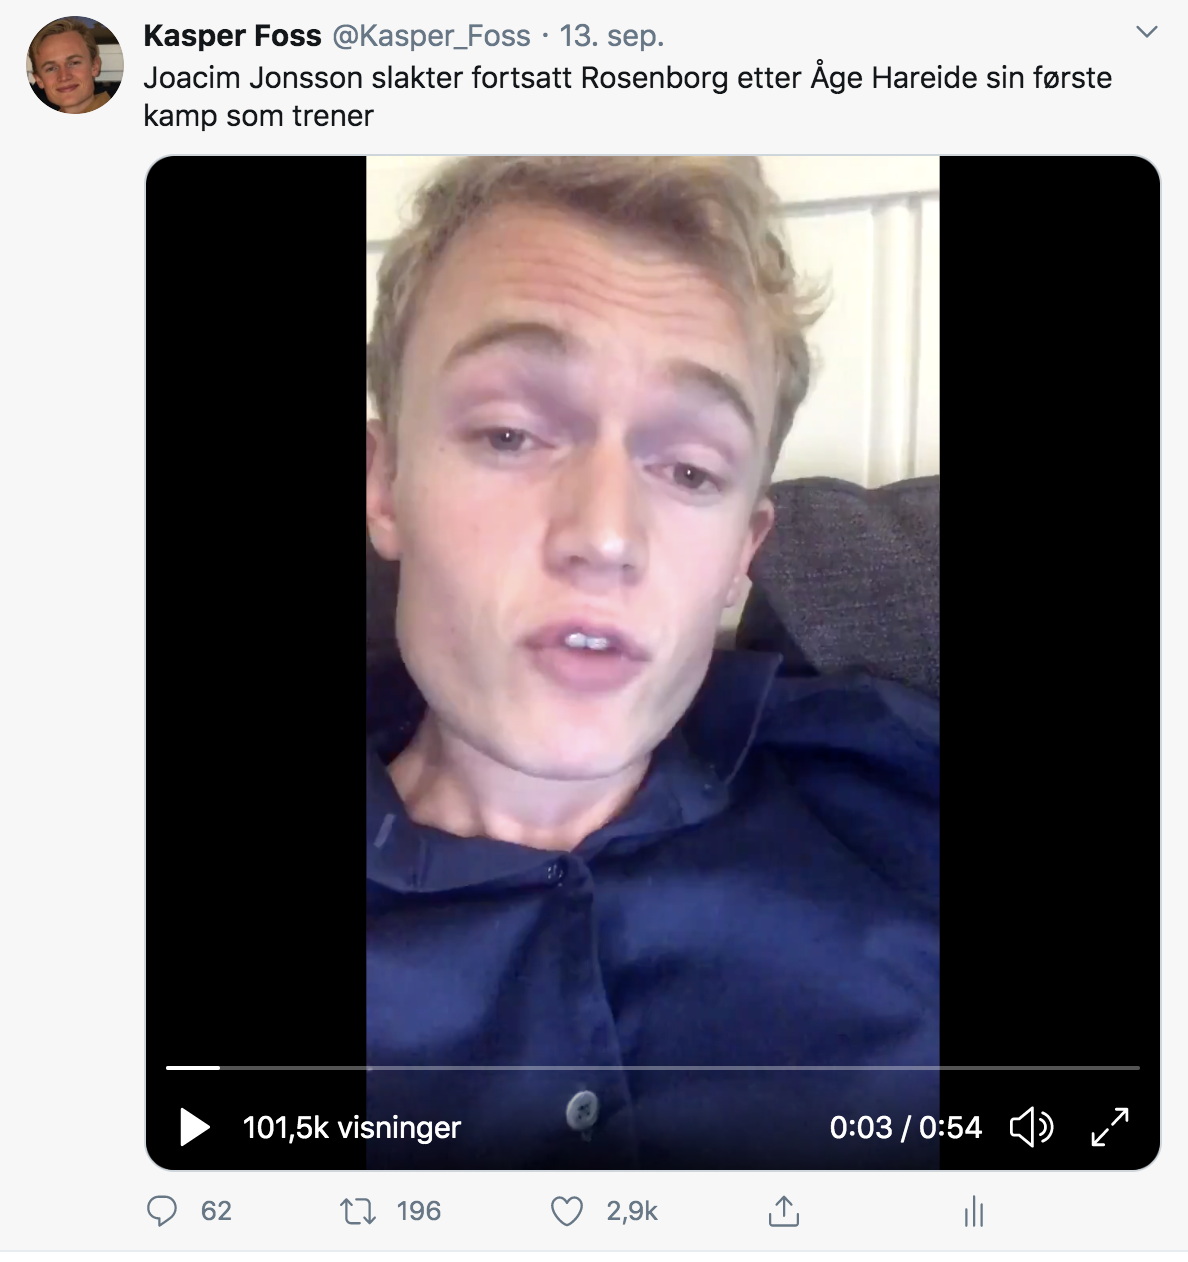 Kasper Foss @Kasper_Foss · 13. sep.
Joacim Jonsson slakter fortsatt Rosenborg etter Åge Hareide sin første
kamp som trener
101,5k visninger 0:03 / 0:54
62 196 2,9k